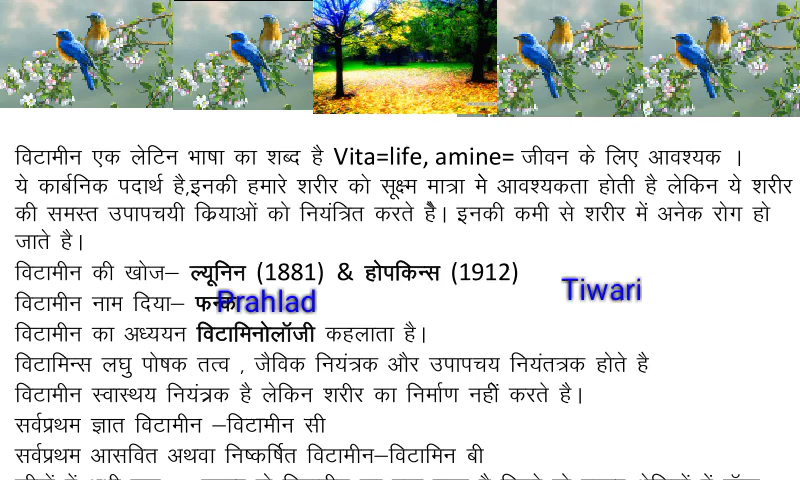 विटामीन एक लेटिन भाषा का शब्द है Vita=life, amine= जीवन के लिए आवश्यक ।
ये कार्बनिक पदार्थ है,इनकी हमारे शरीर को सूक्ष्म मात्रा मे आवश्यकता होती है लेकिन ये शरीर
की समस्त उपापचयी क्रियाओं को नियंत्रित करते है। इनकी कमी से शरीर में अनेक रोग हो
जाते है।
विटामीन की खोज– ल्यूनिन (1881) & होपकिन्स (1912)
Tiwari
विटामीन नाम दिया– फन्क
Prahlad
विटामीन का अध्ययन विटामिनोलॉजी कहलाता है।
विटामिन्स लघु पोषक तत्व , जैविक नियंत्रक और उपापचय नियंतत्रक होते है
विटामीन स्वास्थय नियंत्रक है लेकिन शरीर का निर्माण नहीं करते है।
सर्वप्रथम ज्ञात विटामीन –विटामीन सी
सर्वप्रथम आसवित अथवा निष्कर्षित विटामीन–विटामिन बी